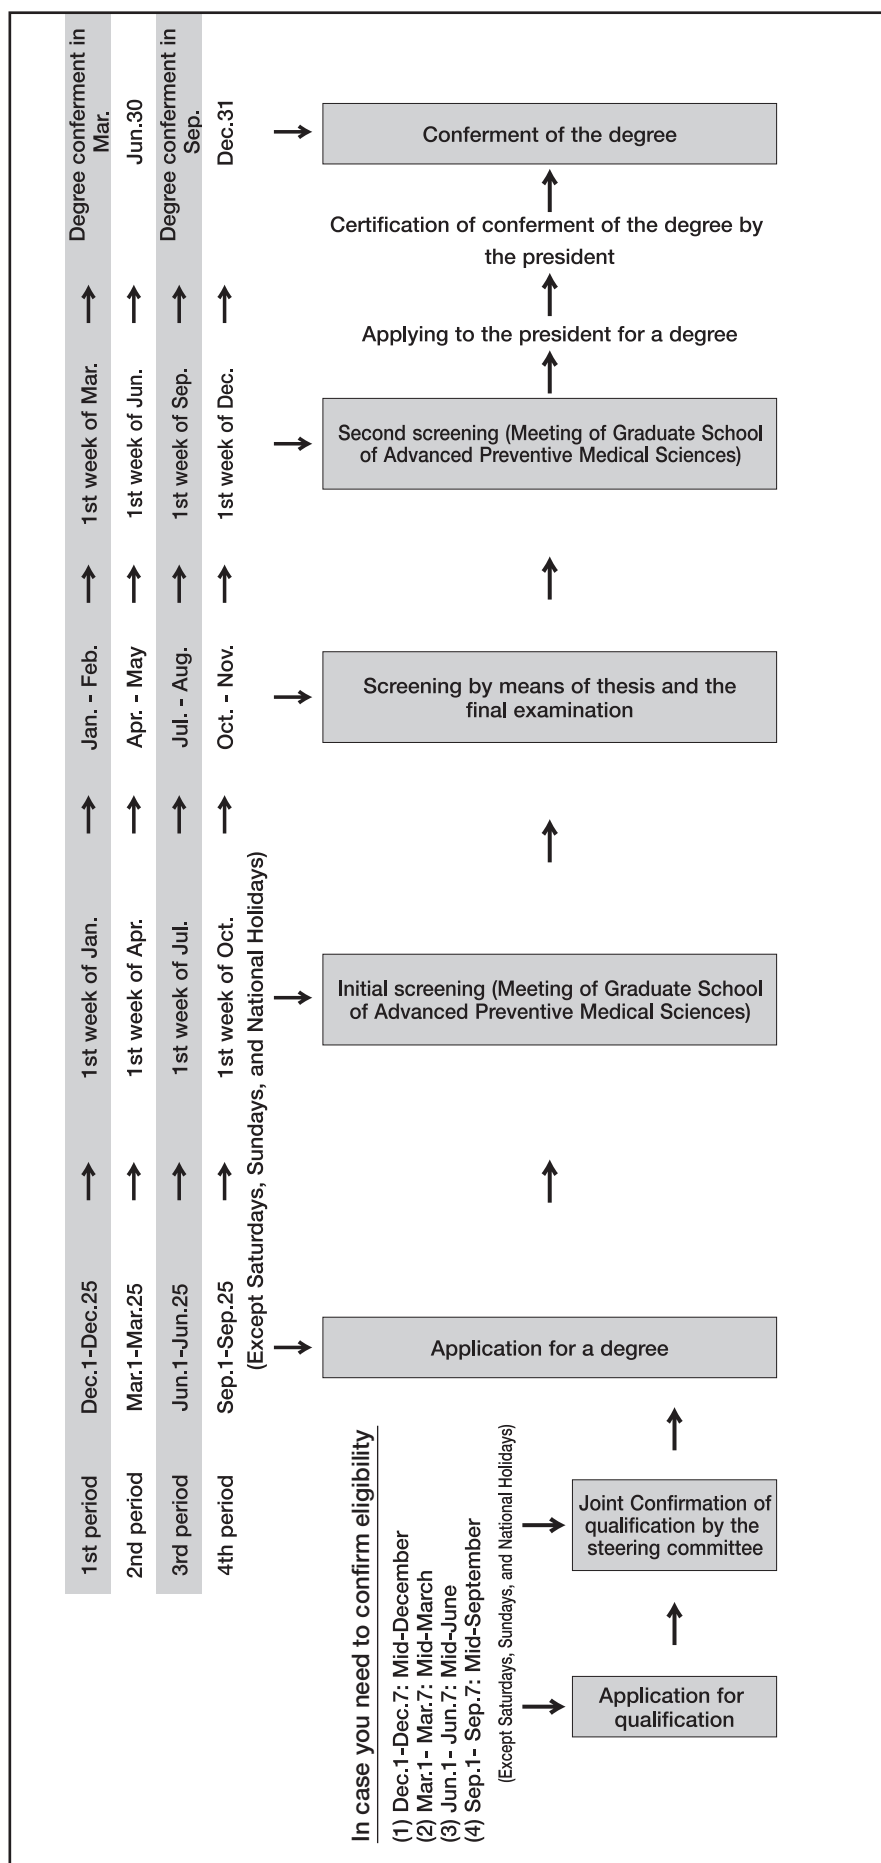 Degree conferment in
Mar.
Jun.30
Degree conferment in
Sep.
Dec.31
Conferment of the degree
Certification of conferment of the degree by
the president
Applying to the president for a degree
1st week of Mar.
1st week of Jun.
1st week of Sep.
1st week of Dec.
Second screening (Meeting of Graduate School
of Advanced Preventive Medical Sciences)
Jan. - Feb.
Apr. - May
Jul. - Aug.
Oct. - Nov.
Screening by means of thesis and the
final examination
1st week of Jan.
1st week of Apr.
1st week of Jul.
1st week of Oct.
(Except Saturdays, Sundays, and National Holidays)
Initial screening (Meeting of Graduate School
of Advanced Preventive Medical Sciences)
Dec.1-Dec.25
Mar.1-Mar.25
Jun.1-Jun.25
Sep.1-Sep.25
Application for a degree
1st period
2nd period
3rd period
4th period
In case you need to confirm eligibility
(1) Dec.1-Dec.7: Mid-December
(2) Mar.1- Mar.7: Mid-March
(3) Jun.1- Jun.7: Mid-June
(4) Sep.1- Sep.7: Mid-September
(Except Saturdays, Sundays, and National Holidays)
Joint Confirmation of
qualification by the
steering committee
Application for
qualification